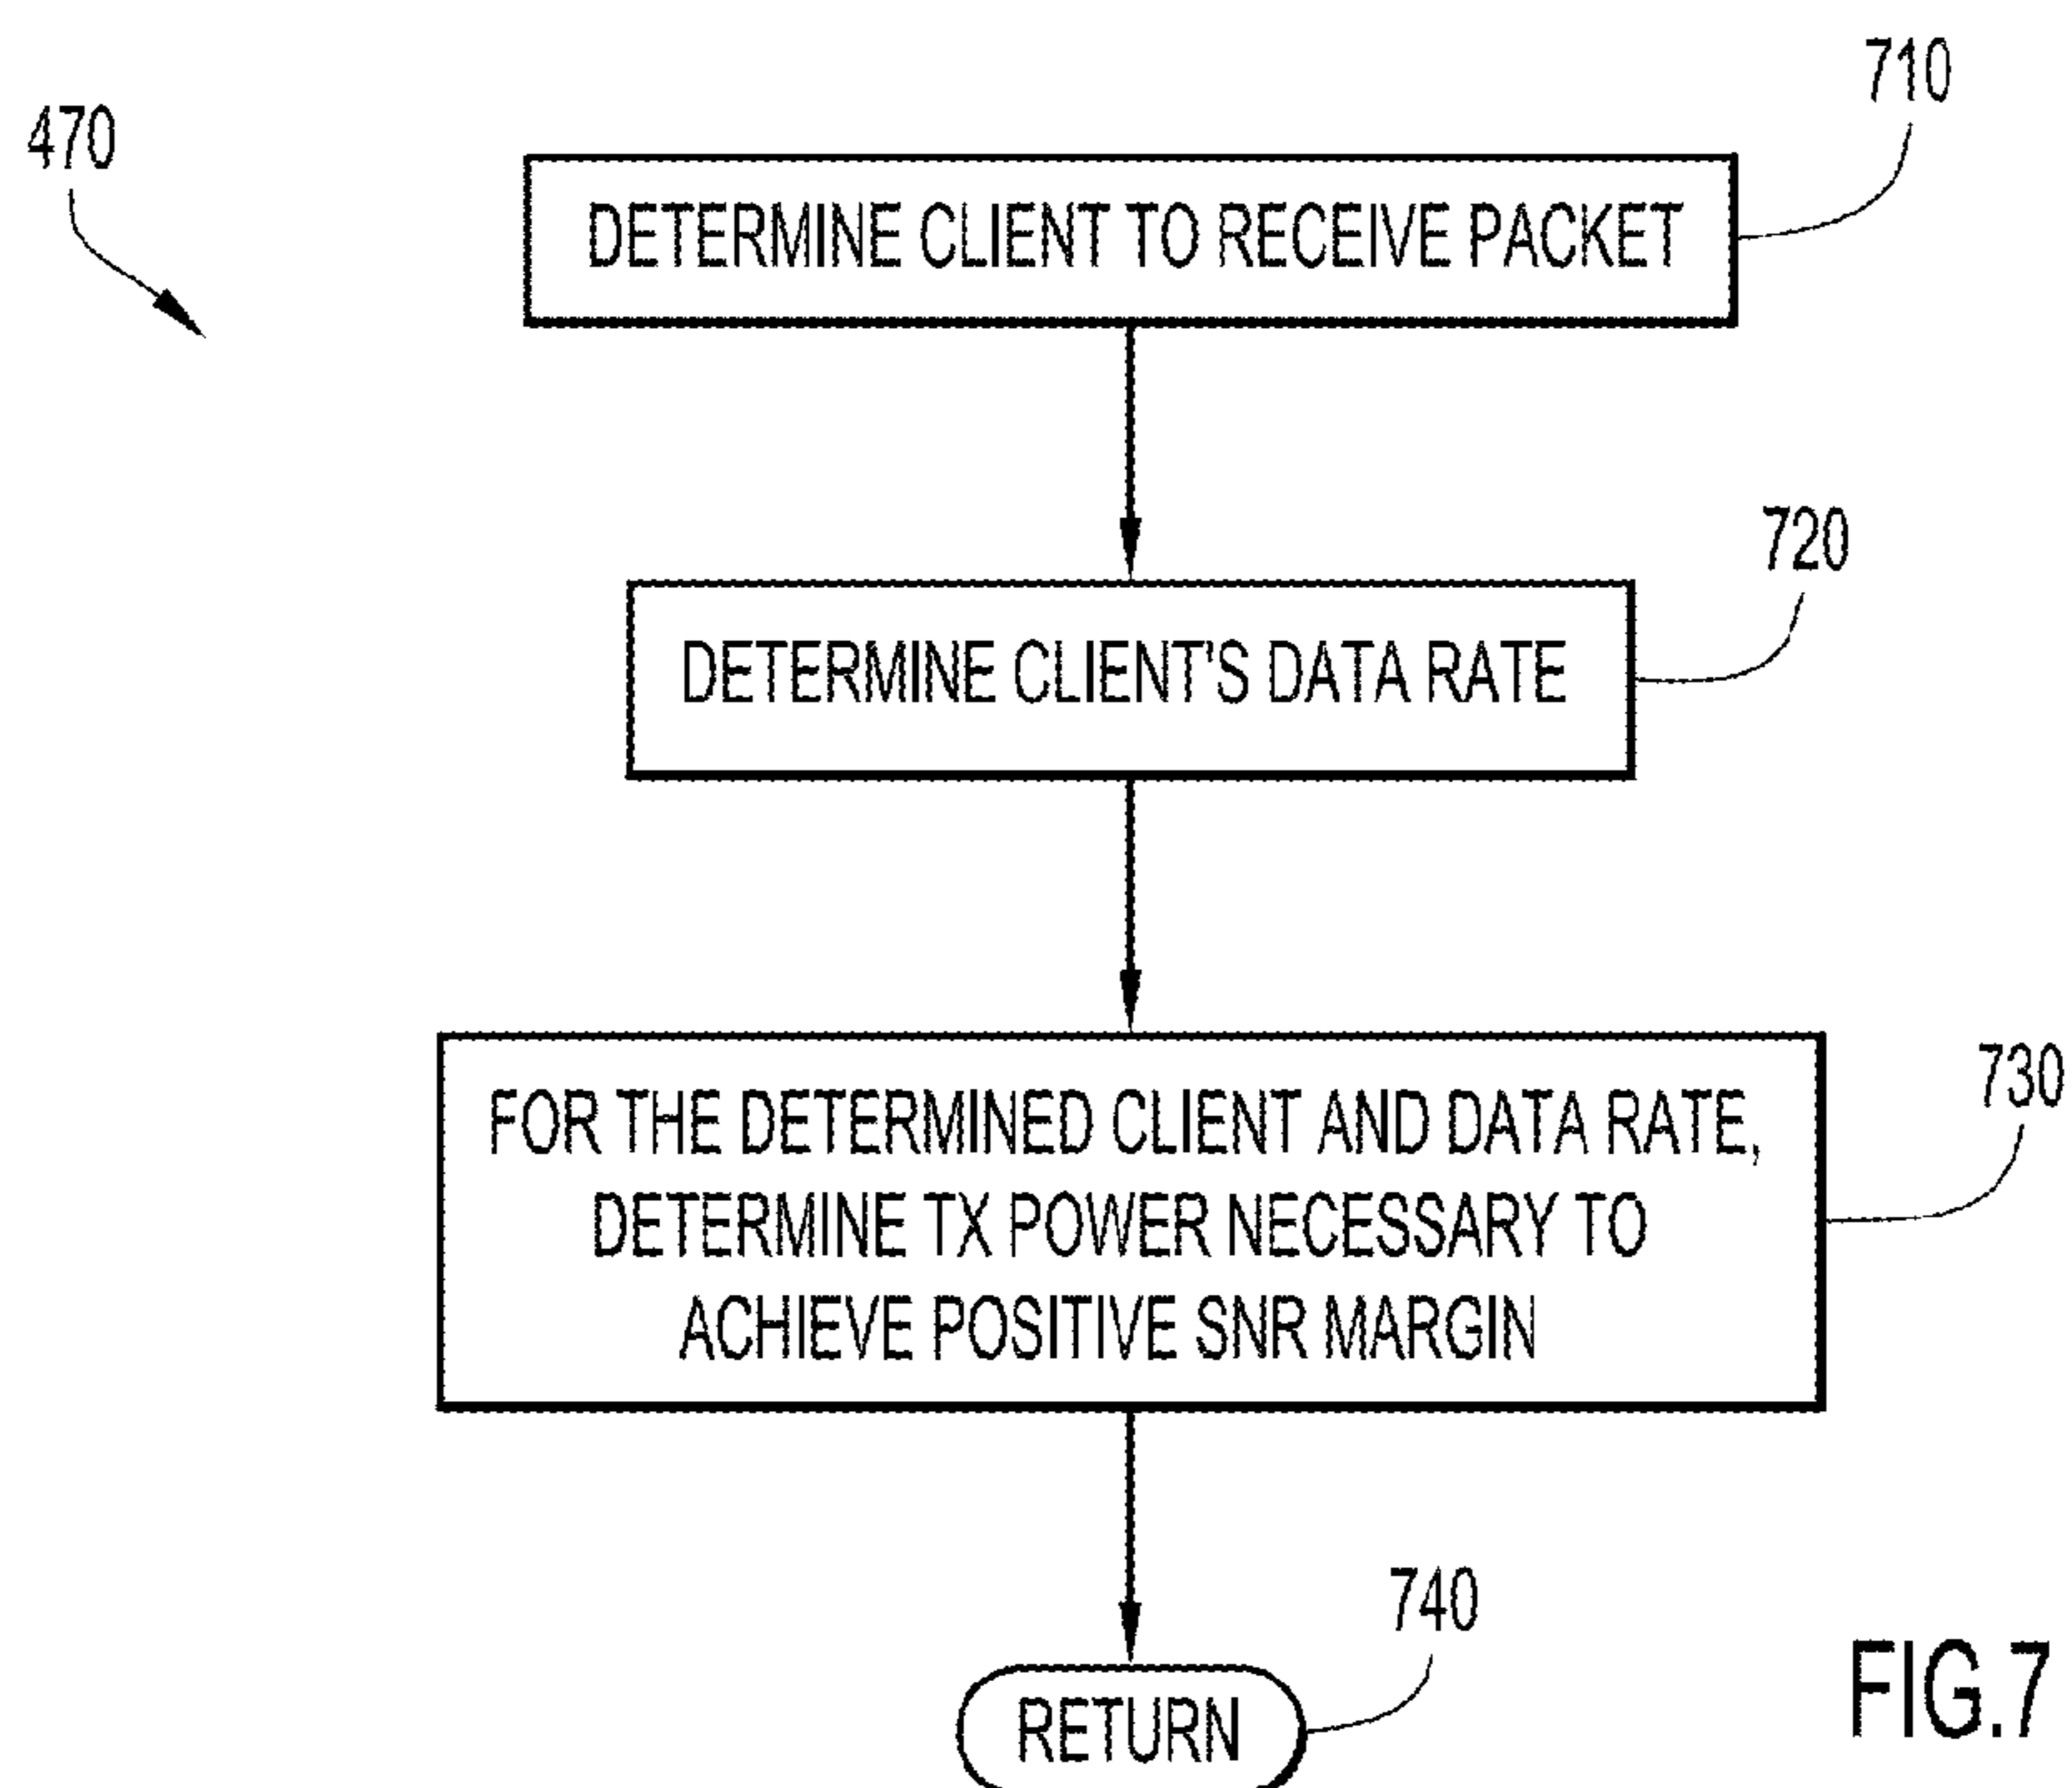 470
710
DETERMINE CLIENT TO RECEIVE PACKET
720
DETERMINE CLIENT'S DATA RATE
730
FOR THE DETERMINED CLIENT AND DATA RATE,
DETERMINE TX POWER NECESSARY TO
ACHIEVE POSITIVE SNR MARGIN
740
RETURN
FIG.7